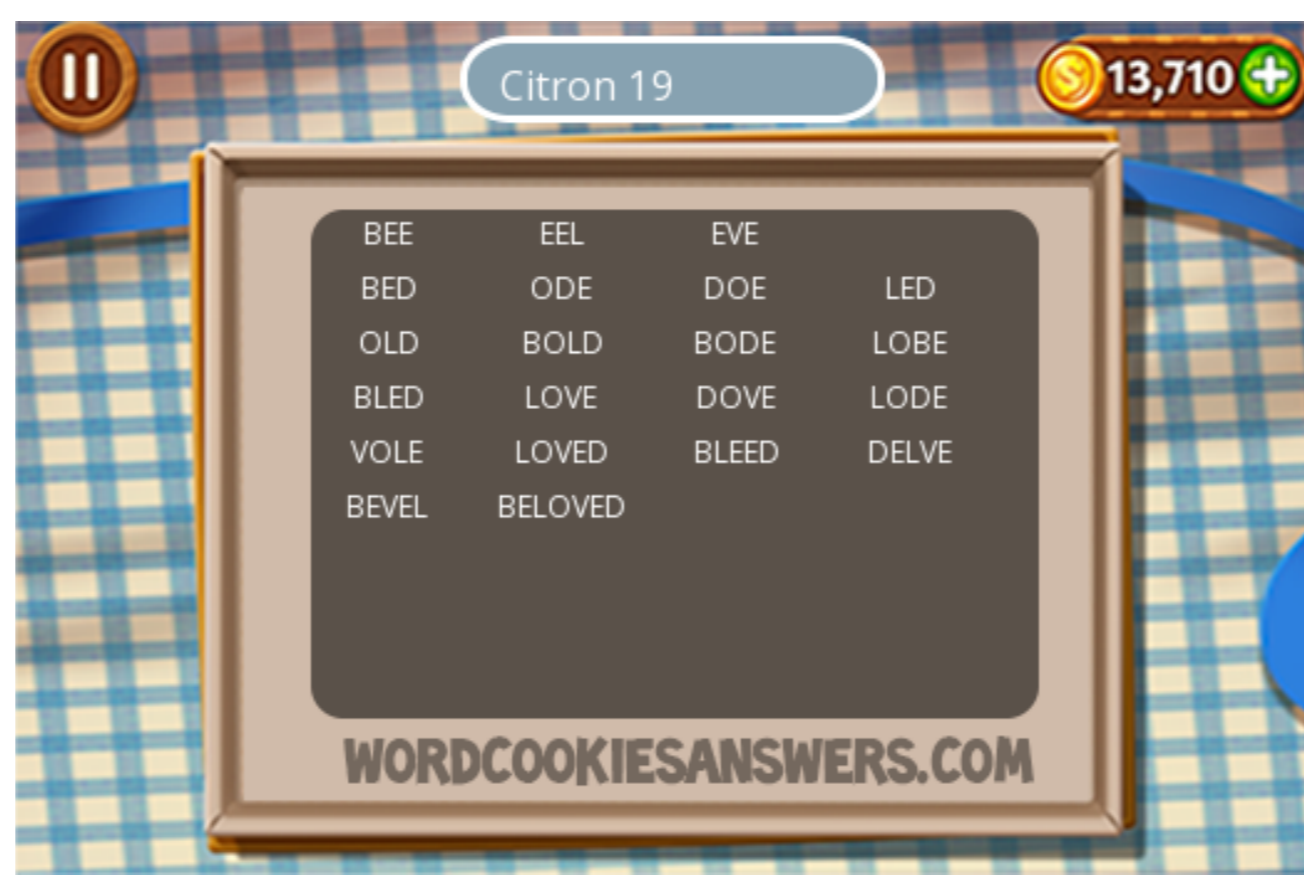 Citron 19
13,710
BEE EEL EVE
BED ODE DOE LED
OLD BOLD BODE LOBE
BLED LOVE DOVE LODE
VOLE LOVED BLEED DELVE
BEVEL BELOVED
WORDCOOKIESANSWERS.COM